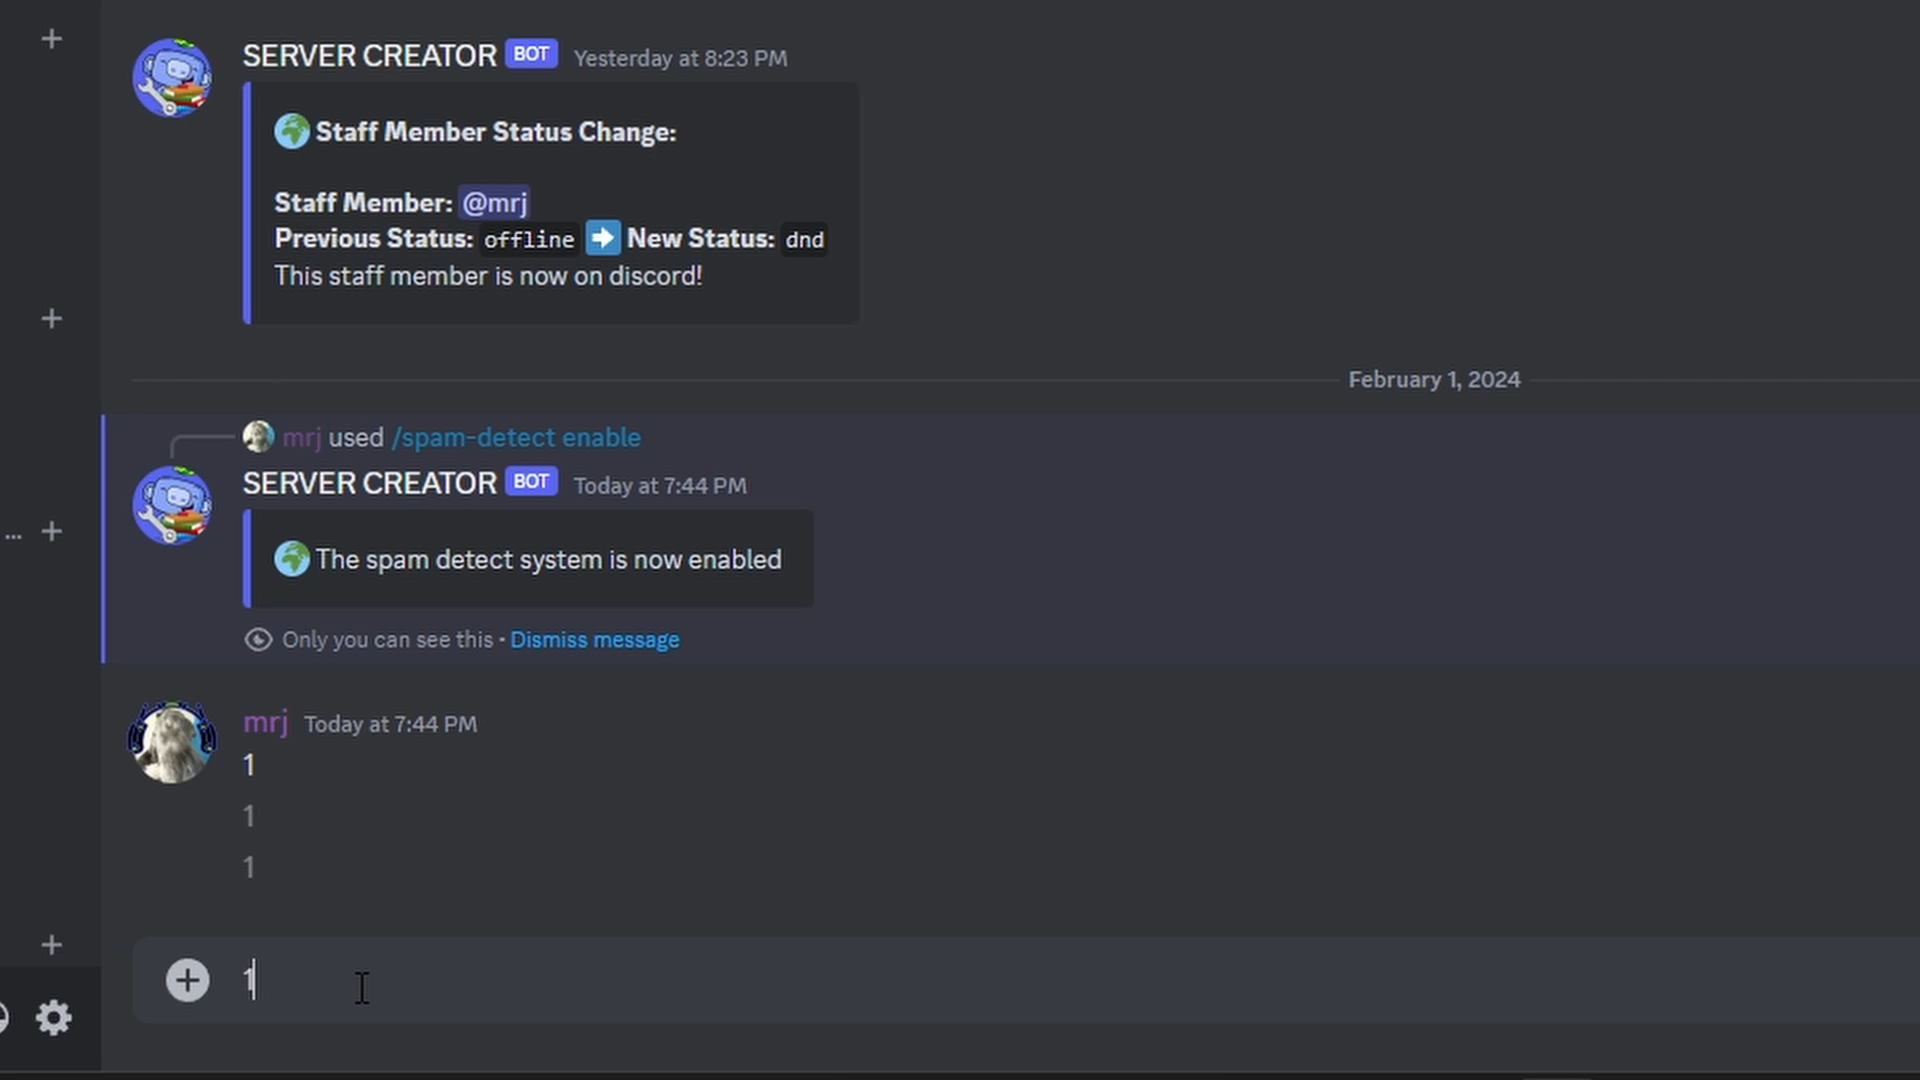 SERVER CREATOR BOT Yesterday at 8:23 PM
Staff Member Status Change:
Staff Member: @mrj
Previous Status: offline ➡ New Status: dnd
This staff member is now on discord!
February 1, 2024
mrj used /spam-detect enable
SERVER CREATOR BOT Today at 7:44 PM
The spam detect system is now enabled
Only you can see this • Dismiss message
mrj Today at 7:44 PM
1
1
1
1